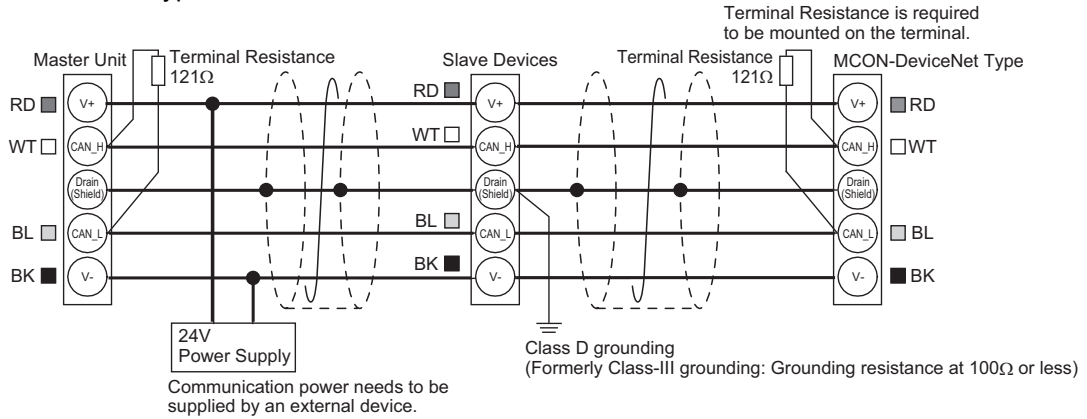 Terminal Resistance is required
to be mounted on the terminal.
Master Unit
Terminal Resistance
121Ω
Slave Devices
Terminal Resistance
121Ω
MCON-DeviceNet Type
RD
V+
RD
V+
V+
RD
WT
CAN_H
WT
CAN_H
CAN_H
WT
Drain
(Shield)
Drain
(Shield)
Drain
(Shield)
BL
CAN_L
BL
CAN_L
CAN_L
BL
BK
V-
BK
V-
V-
BK
24V
Power Supply
Communication power needs to be
supplied by an external device.
Class D grounding
(Formerly Class-III grounding: Grounding resistance at 100Ω or less)